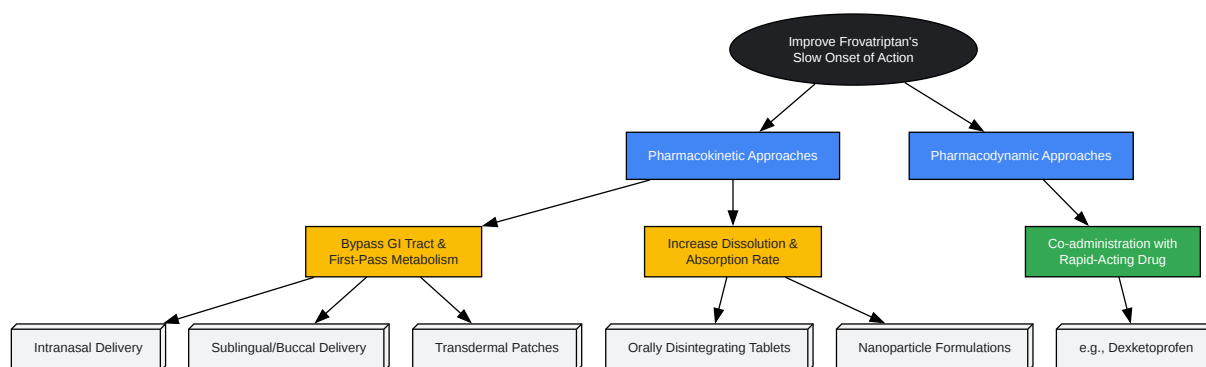 Improve Frovatriptan's
Slow Onset of Action
Pharmacokinetic Approaches
Pharmacodynamic Approaches
Bypass GI Tract &
First-Pass Metabolism
Increase Dissolution &
Absorption Rate
Co-administration with
Rapid-Acting Drug
Intranasal Delivery
Sublingual/Buccal Delivery
Transdermal Patches
Orally Disintegrating Tablets
Nanoparticle Formulations
e.g., Dexketoprofen